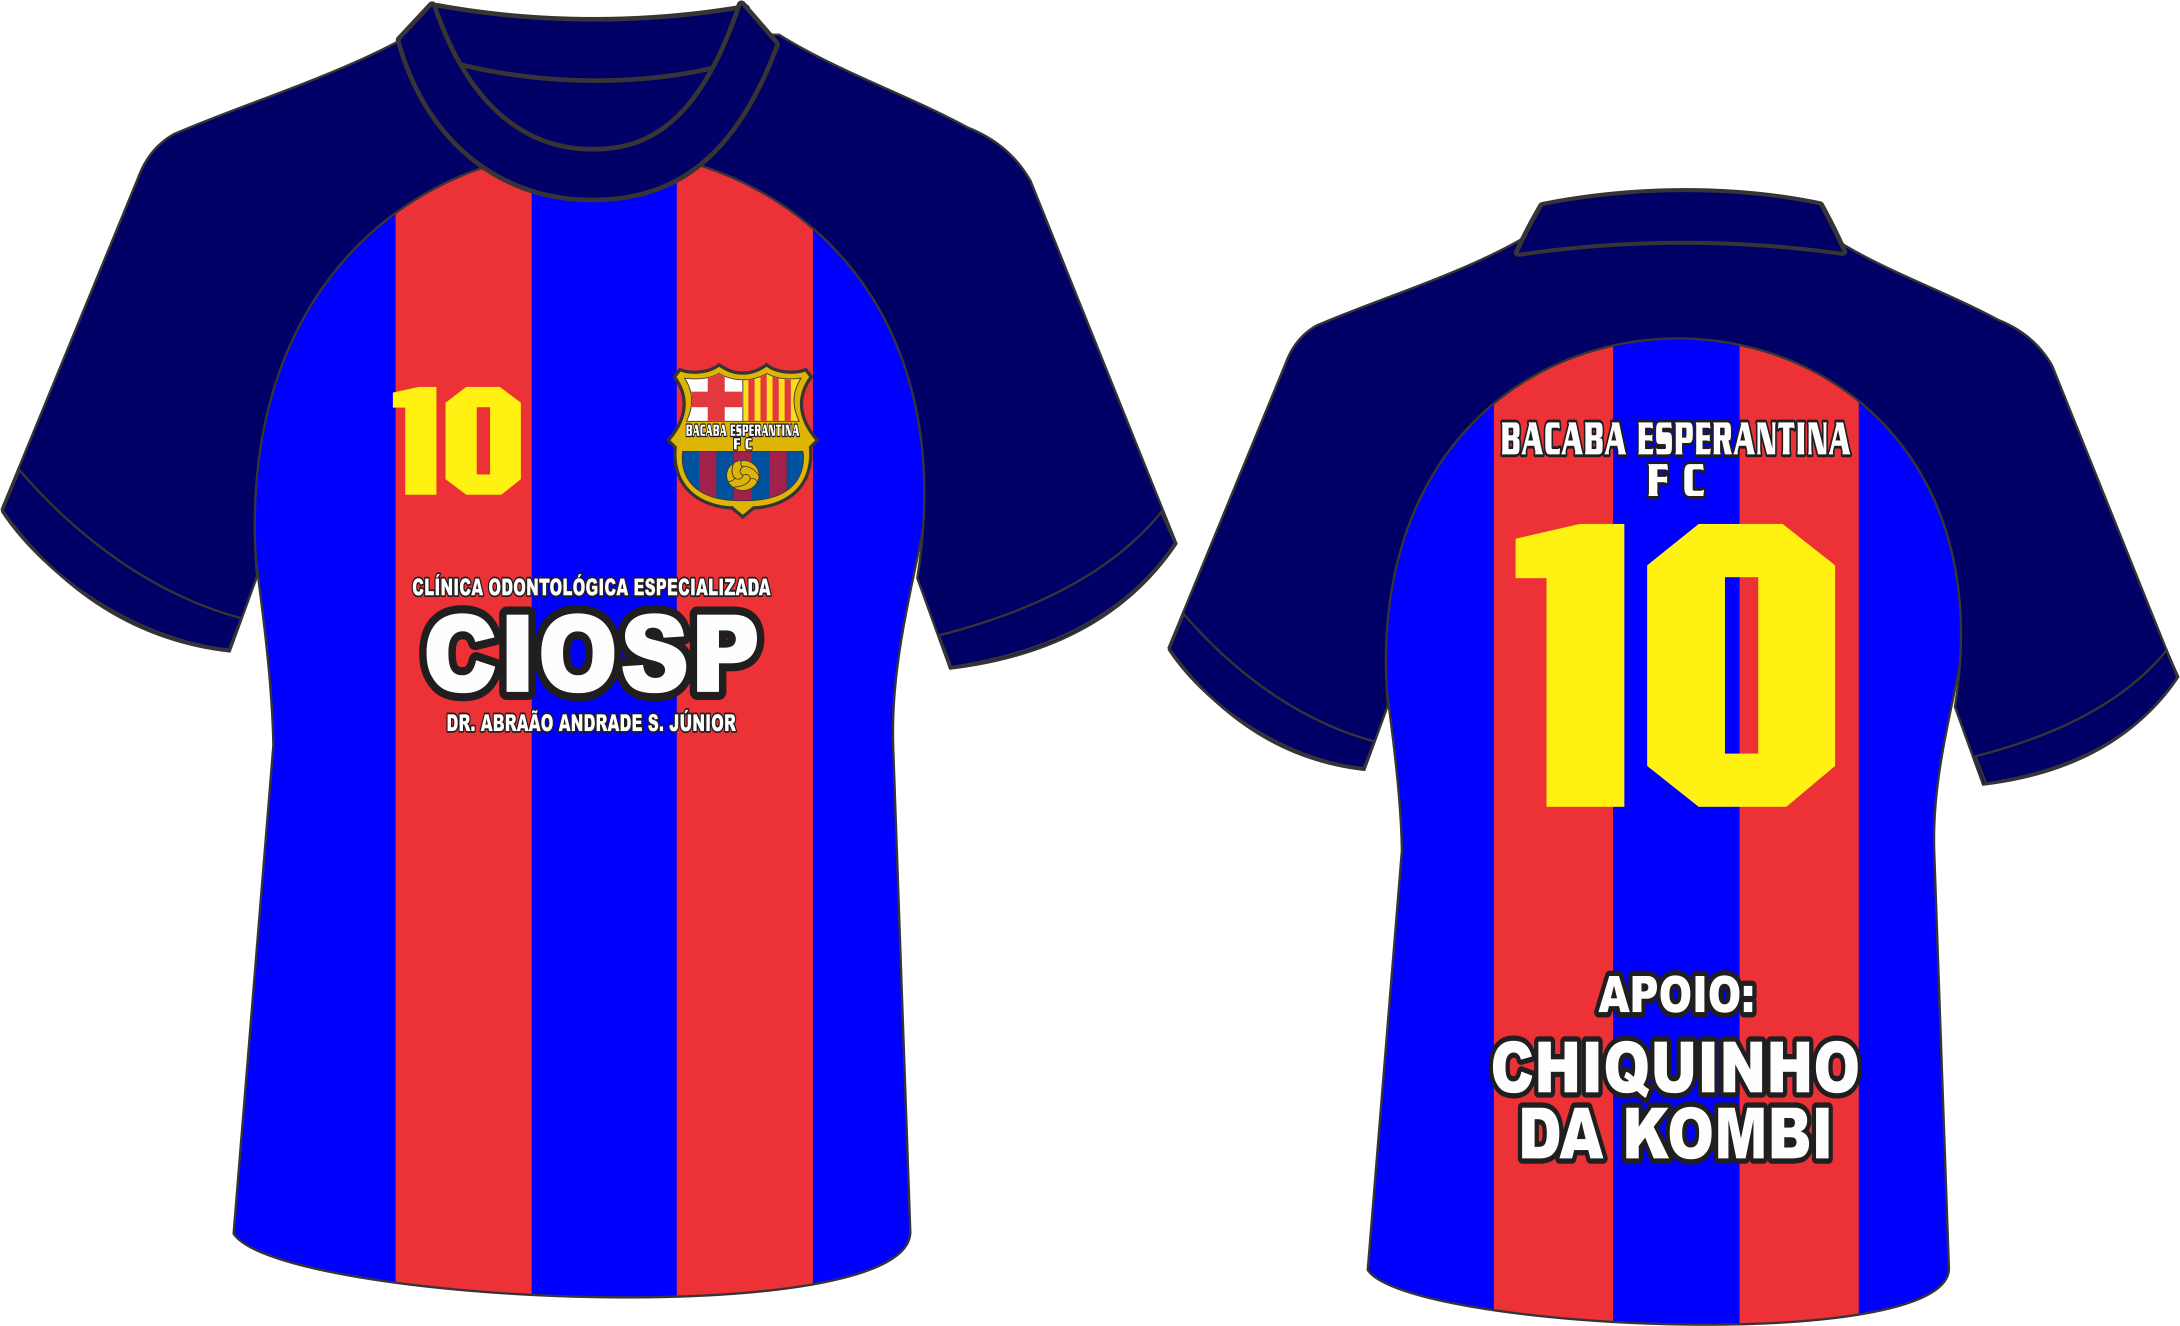 10
BACABA ESPERANTINA
F C
CLÍNICA ODONTOLÓGICA ESPECIALIZADA
CIOSP
DR. ABRAÃO ANDRADE S. JÚNIOR
BACABA ESPERANTINA
F C
10
APOIO:
CHIQUINHO
DA KOMBI